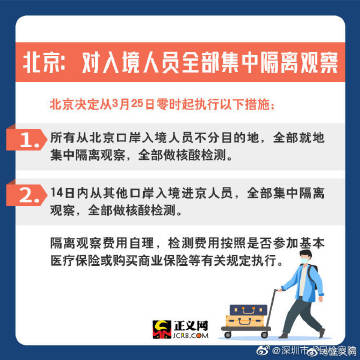 北京：对入境人员全部集中隔离观察
北京决定从3月25日零时起执行以下措施：
1.
所有从北京口岸入境人员不分目的地，全部就地
集中隔离观察，全部做核酸检测。
2.
14日内从其他口岸入境进京人员，全部集中隔离
观察，全部做核酸检测。
隔离观察费用自理，检测费用按照是否参加基本
医疗保险或购买商业保险等有关规定执行。
正义网
JCRB.COM